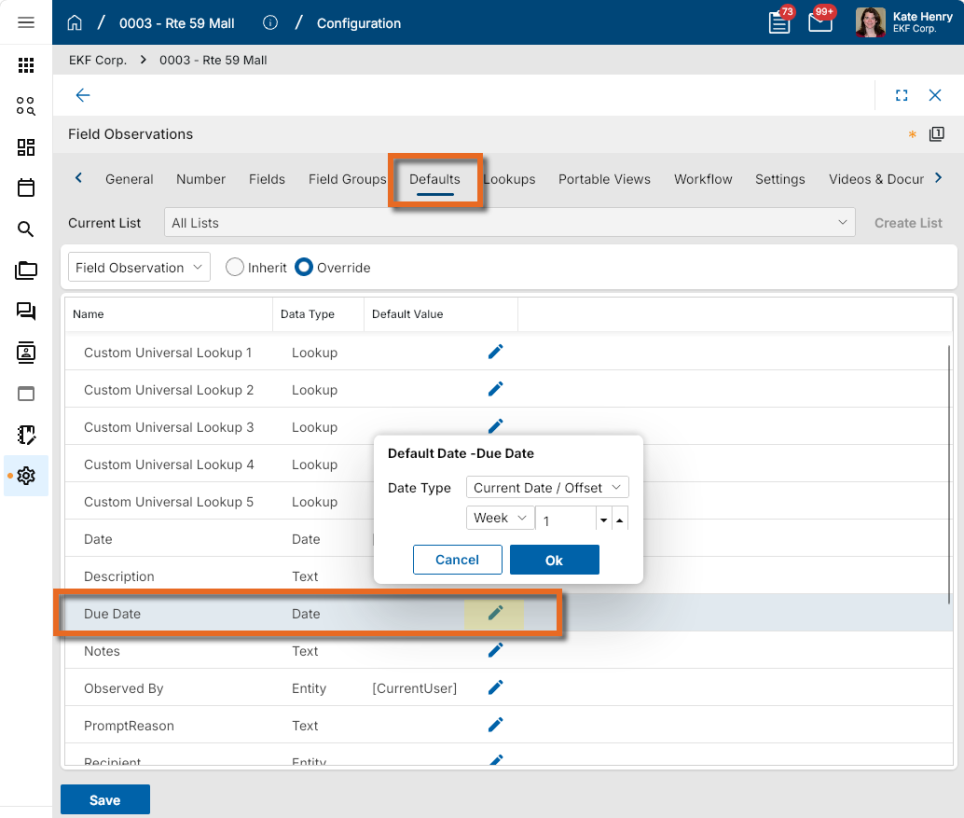 0003 - Rte 59 Mall / Configuration
73
99+
Kate Henry
EKF Corp.
EKF Corp. > 0003 - Rte 59 Mall
Field Observations
General Number Fields Field Groups Defaults Lookups Portable Views Workflow Settings Videos & Docur
Current List All Lists Create List
Field Observation Inherit Override
Name Data Type Default Value
Custom Universal Lookup 1 Lookup
Custom Universal Lookup 2 Lookup
Custom Universal Lookup 3 Lookup
Custom Universal Lookup 4 Lookup
Custom Universal Lookup 5 Lookup
Date Date
Description Text
Due Date Date
Notes Text
Observed By Entity [CurrentUser]
PromptReason Text
Recipient Entity
Default Date -Due Date
Date Type Current Date / Offset
Week 1
Cancel Ok
Save